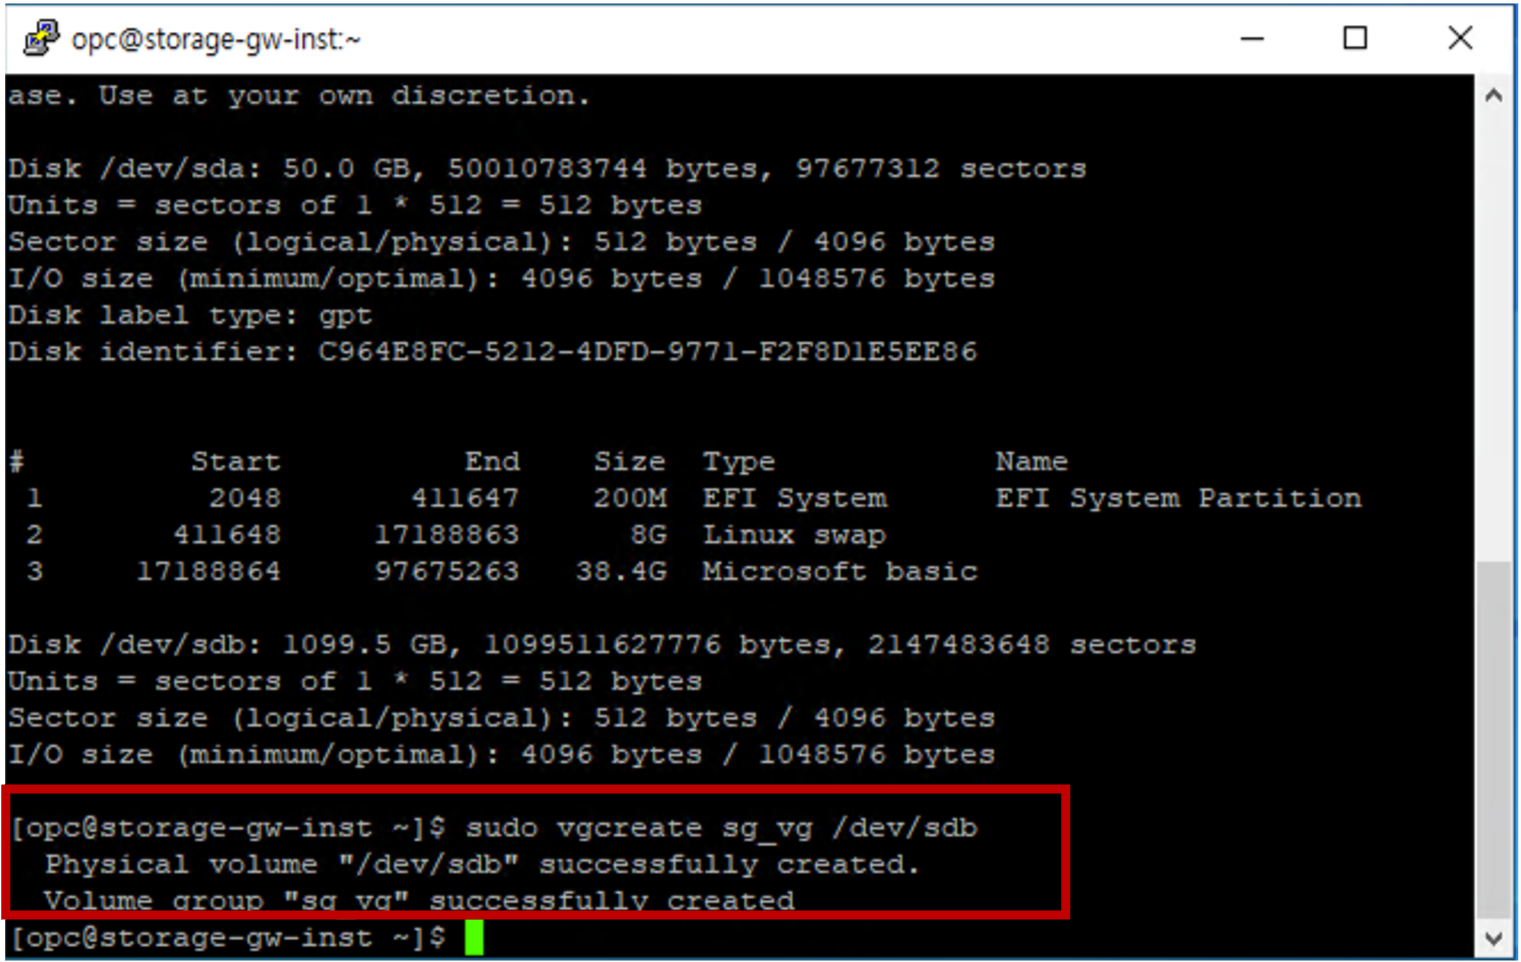 opc@storage-gw-inst:~
ase. Use at your own discretion.
Disk /dev/sda: 50.0 GB, 50010783744 bytes, 97677312 sectors
Units = sectors of 1 * 512 = 512 bytes
Sector size (logical/physical): 512 bytes / 4096 bytes
I/O size (minimum/optimal): 4096 bytes / 1048576 bytes
Disk label type: gpt
Disk identifier: C964E8FC-5212-4DFD-9771-F2F8D1E5EE86
#         Start          End    Size  Type            Name
 1         2048       411647    200M  EFI System      EFI System Partition
 2       411648     17188863      8G  Linux swap
 3     17188864     97675263   38.4G  Microsoft basic
Disk /dev/sdb: 1099.5 GB, 1099511627776 bytes, 2147483648 sectors
Units = sectors of 1 * 512 = 512 bytes
Sector size (logical/physical): 512 bytes / 4096 bytes
I/O size (minimum/optimal): 4096 bytes / 1048576 bytes
[opc@storage-gw-inst ~]$ sudo vgcreate sg_vg /dev/sdb
  Physical volume "/dev/sdb" successfully created.
  Volume group "sg_vg" successfully created
[opc@storage-gw-inst ~]$